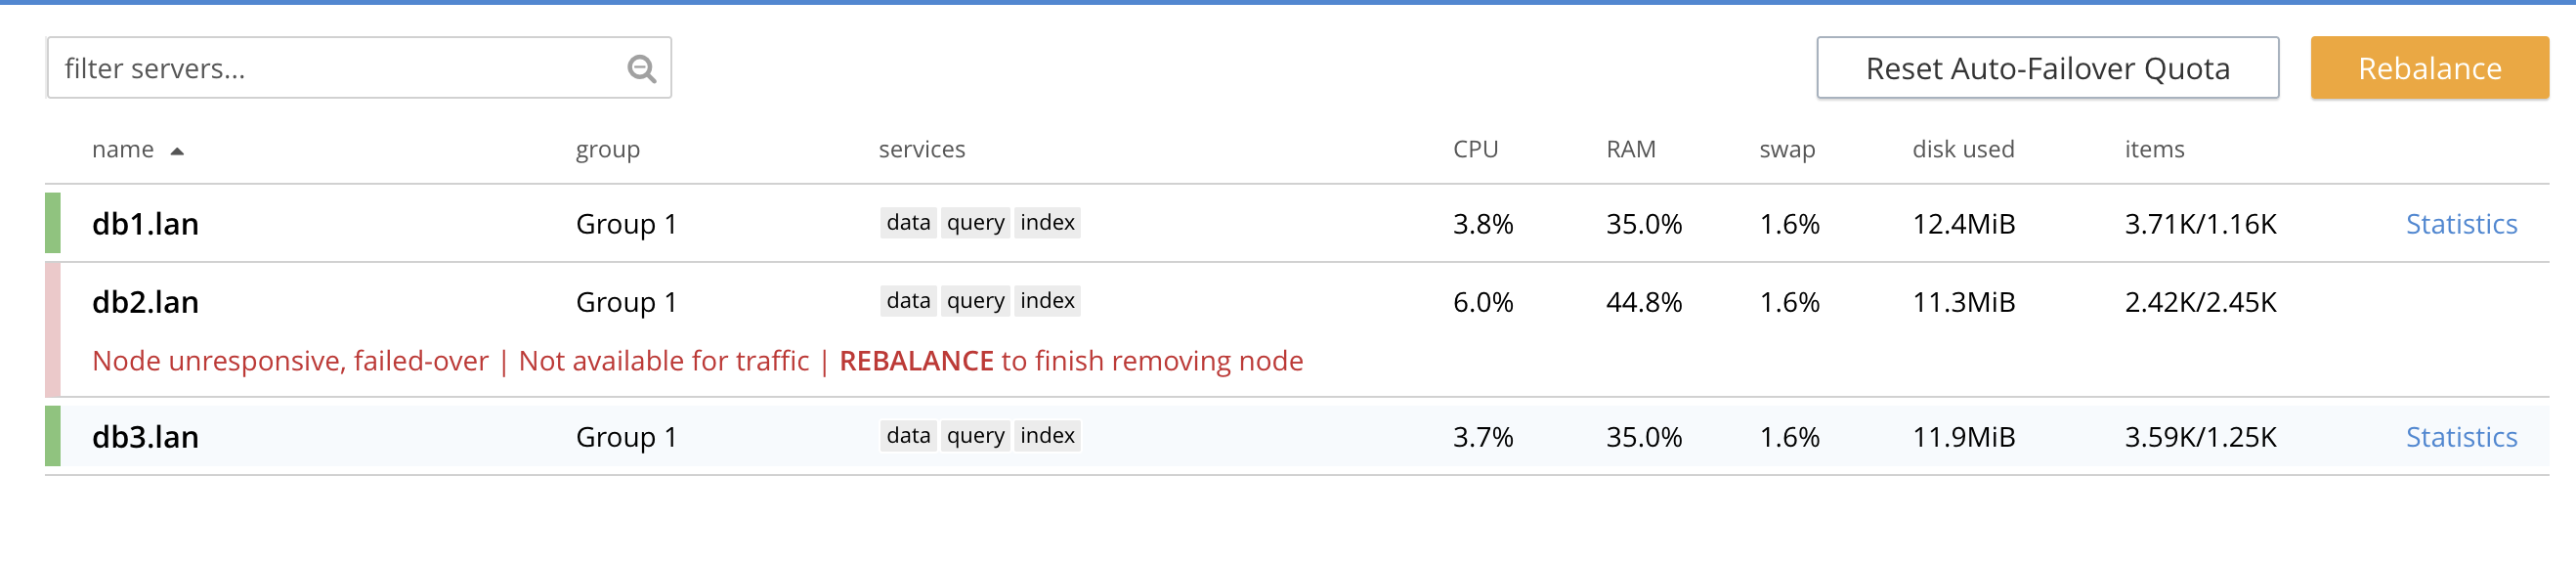 filter servers...
Reset Auto-Failover Quota
Rebalance
name group services CPU RAM swap disk used items
db1.lan Group 1 data query index 3.8% 35.0% 1.6% 12.4MiB 3.71K/1.16K Statistics
db2.lan Group 1 data query index 6.0% 44.8% 1.6% 11.3MiB 2.42K/2.45K
Node unresponsive, failed-over | Not available for traffic | REBALANCE to finish removing node
db3.lan Group 1 data query index 3.7% 35.0% 1.6% 11.9MiB 3.59K/1.25K Statistics